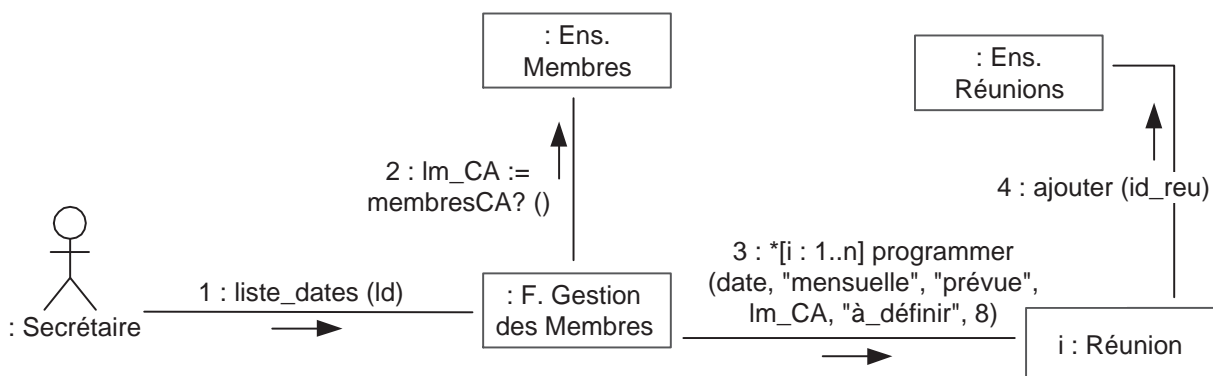 : Ens.
Membres
: Ens.
Réunions
2 : lm_CA :=
membresCA? ()
4 : ajouter (id_reu)
3 : *[i : 1..n] programmer
(date, "mensuelle", "prévue",
lm_CA, "à_définir", 8)
1 : liste_dates (ld)
: F. Gestion
des Membres
: Secrétaire
i : Réunion